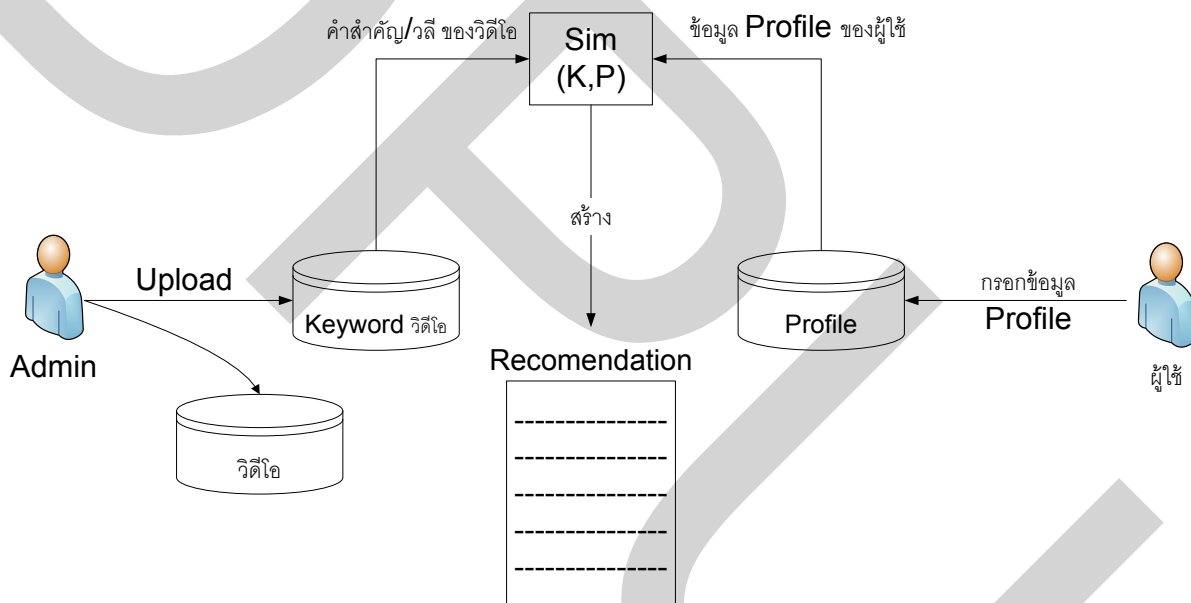 คำสำคัญ/วลี ของวิดีโอ
Sim
(K,P)
ข้อมูล Profile ของผู้ใช้
สร้าง
Upload
Keyword วิดีโอ
Admin
วิดีโอ
Recomendation
Profile
กรอกข้อมูล
Profile
ผู้ใช้